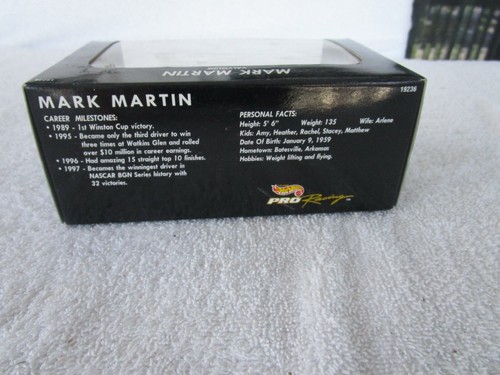 MARK MARTIN
19236
MARK MARTIN
CAREER MILESTONES:
• 1989 - 1st Winston Cup victory.
• 1995 - Became only the third driver to win
three times at Watkins Glen and rolled
over $10 million in career earnings.
• 1996 - Had amazing 15 straight top 10 finishes.
• 1997 - Becomes the winningest driver in
NASCAR BGN Series history with
32 victories.
PERSONAL FACTS:
Height: 5' 6" Weight: 135 Wife: Arlene
Kids: Amy, Heather, Rachel, Stacey, Matthew
Date Of Birth: January 9, 1959
Hometown: Batesville, Arkansas
Hobbies: Weight lifting and flying.
Hot Wheels
PRO Racing